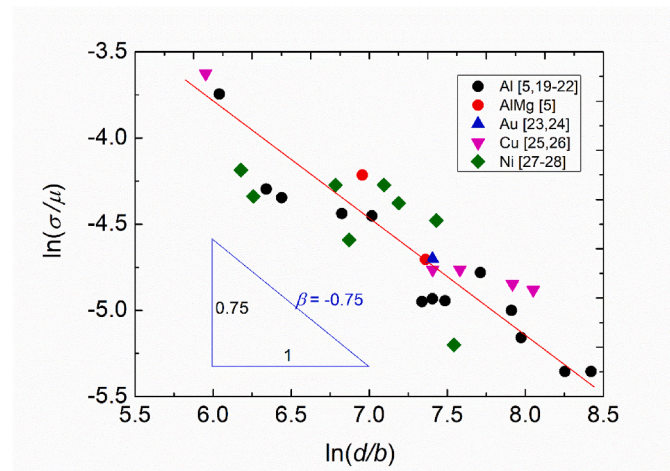 -3.5
-4.0
-4.5
-5.0
-5.5
5.5 6.0 6.5 7.0 7.5 8.0 8.5
ln(σ/μ)
ln(d/b)
Al [5,19-22]
AlMg [5]
Au [23,24]
Cu [25,26]
Ni [27-28]
β = -0.75
0.75
1